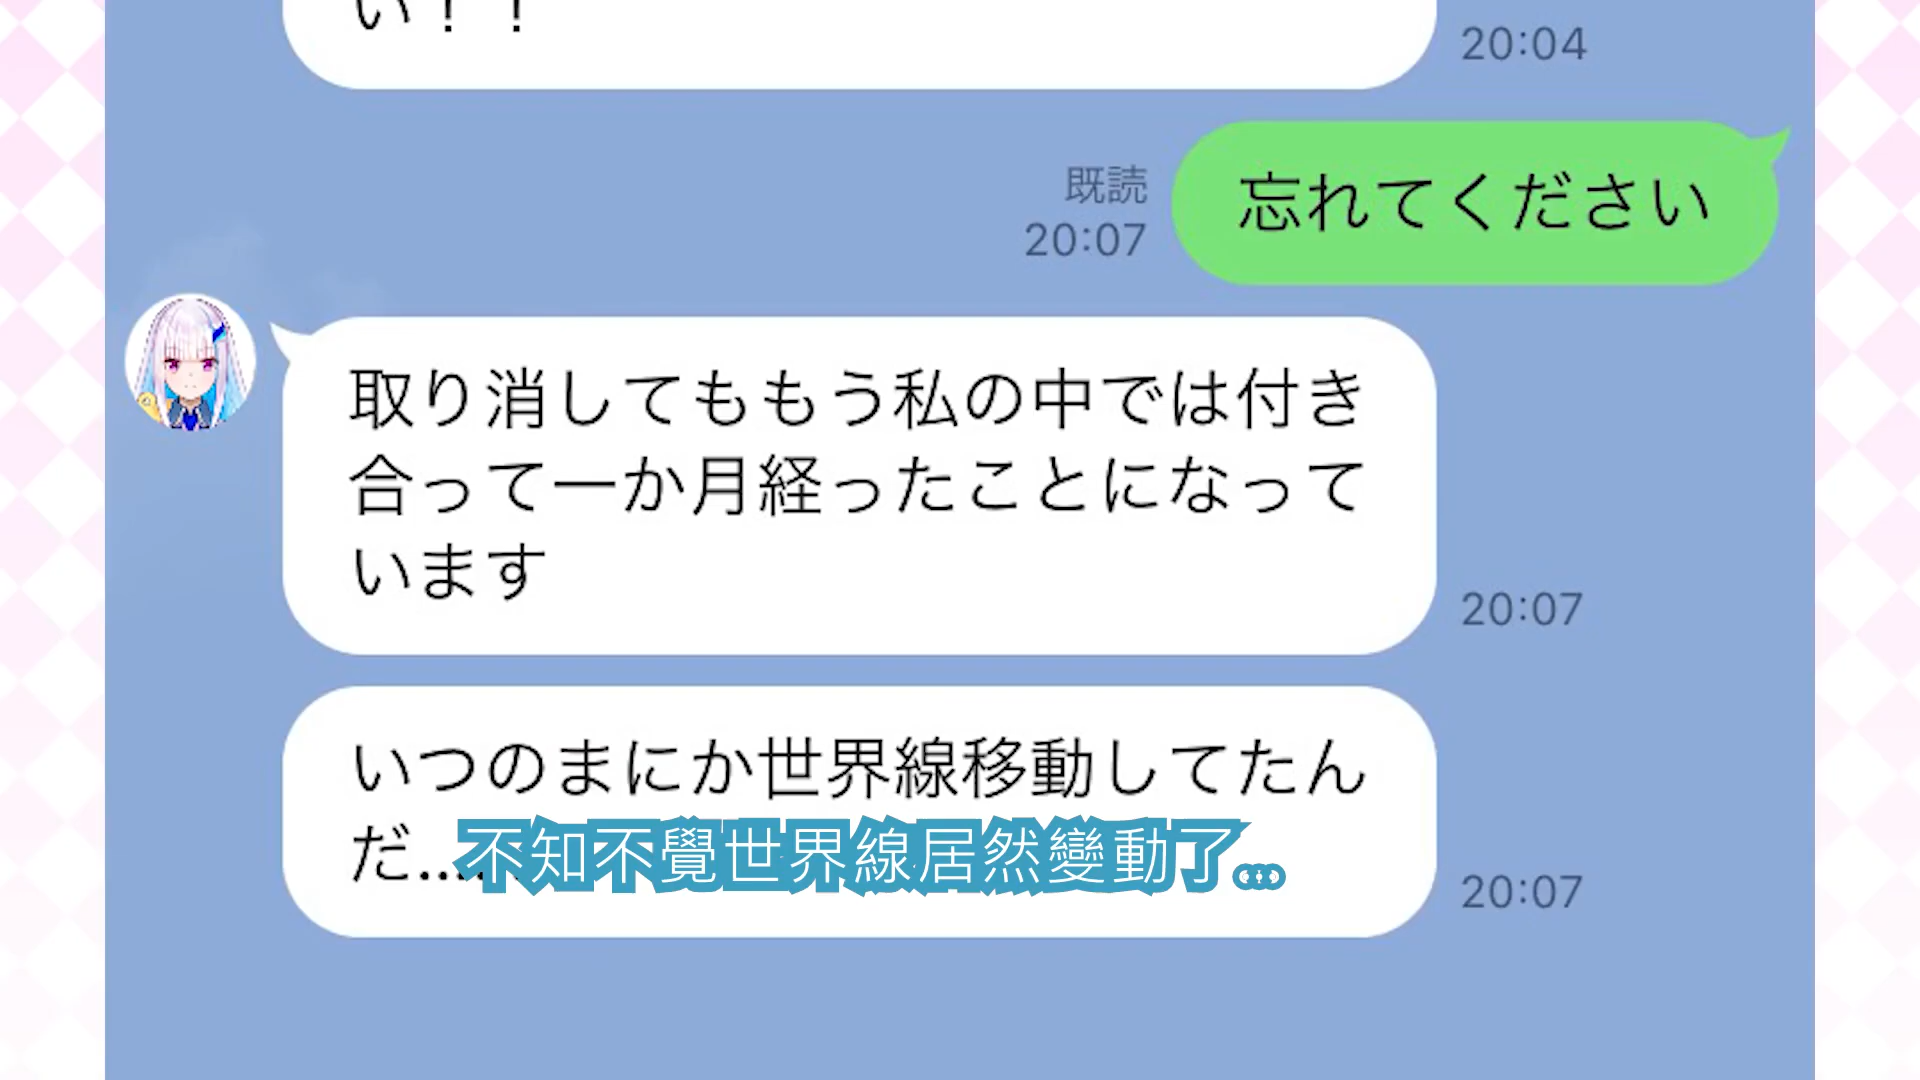 い！！
20:04
忘れてください
既読
20:07
取り消してももう私の中では付き
合って一か月経ったことになって
います
20:07
いつのまにか世界線移動してたん
だ…
不知不覺世界線居然變動了...
20:07